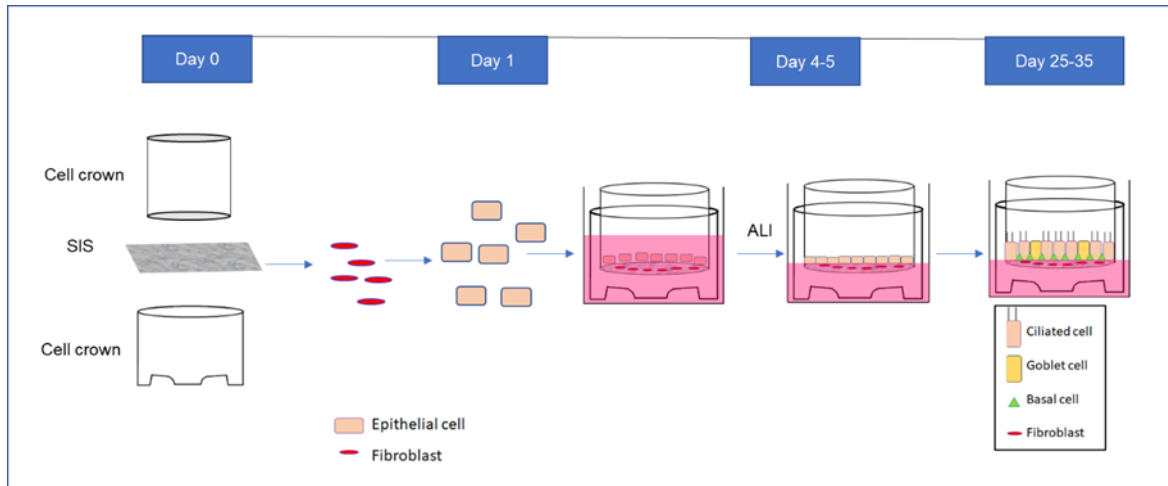 Day 0
Day 1
Day 4-5
Day 25-35
Cell crown
SIS
ALI
Cell crown
Epithelial cell
Fibroblast
Ciliated cell
Goblet cell
Basal cell
Fibroblast